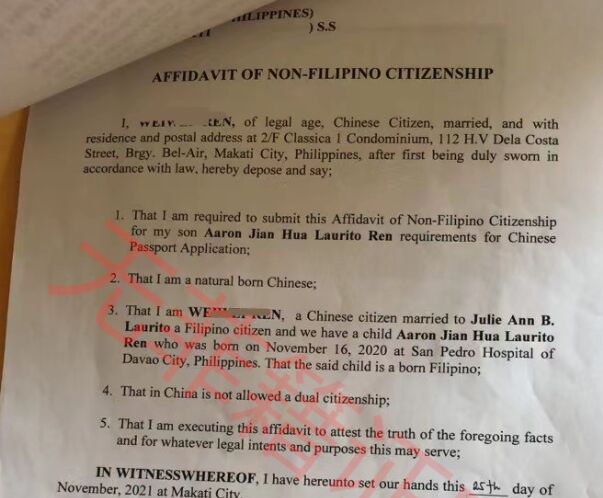 ) S.S
AFFIDAVIT OF NON-FILIPINO CITIZENSHIP
I, of legal age, Chinese Citizen, married, and with
residence and postal address at 2/F Classica 1 Condominium, 112 H.V Dela Costa
Street, Brgy. Bel-Air, Makati City, Philippines, after first being duly sworn in
accordance with law, hereby depose and say;
1. That I am required to submit this Affidavit of Non-Filipino Citizenship
for my son Aaron Jian Hua Laurito Ren requirements for Chinese
Passport Application;
2. That I am a natural born Chinese;
3. That I am a Chinese citizen married to Julie Ann B.
Laurito a Filipino citizen and we have a child Aaron Jian Hua Laurito
Ren who was born on November 16, 2020 at San Pedro Hospital of
Davao City, Philippines. That the said child is a born Filipino;
4. That in China is not allowed a dual citizenship;
5. That I am executing this affidavit to attest the truth of the foregoing facts
and for whatever legal intents and purposes this may serve;
IN WITNESSWHEREOF, I have hereunto set our hands this 25th day of
November, 2021 at Makati City.